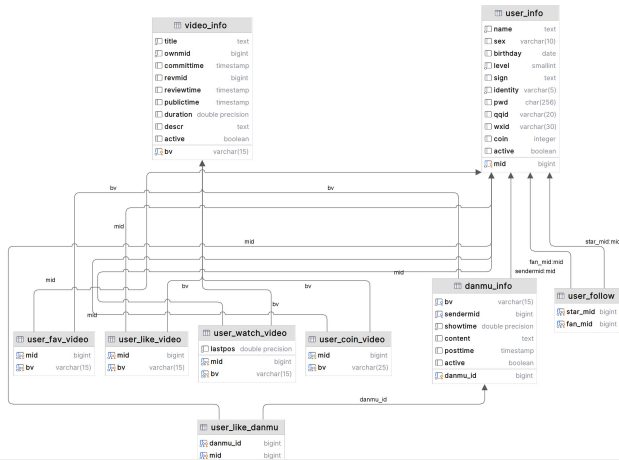 video_info
title text
ownmid bigint
committime timestamp
revmid bigint
reviewtime timestamp
publictime timestamp
duration double precision
descr text
active boolean
bv varchar(15)
user_info
name text
sex varchar(10)
birthday date
level smallint
sign text
identity varchar(5)
pwd char(256)
qqid varchar(20)
wxid varchar(30)
coin integer
active boolean
mid bigint
bv
bv
mid
mid
star_mid:mid
fan_mid:mid
sendermid:mid
mid
mid
bv
bv
bv
mid
danmu_info
bv varchar(15)
sendermid bigint
showtime double precision
content text
posttime timestamp
active boolean
danmu_id bigint
user_follow
star_mid bigint
fan_mid bigint
user_fav_video
mid bigint
bv varchar(15)
user_like_video
mid bigint
bv varchar(15)
user_watch_video
lastpos double precision
mid bigint
bv varchar(15)
user_coin_video
mid bigint
bv varchar(25)
danmu_id
user_like_danmu
danmu_id bigint
mid bigint